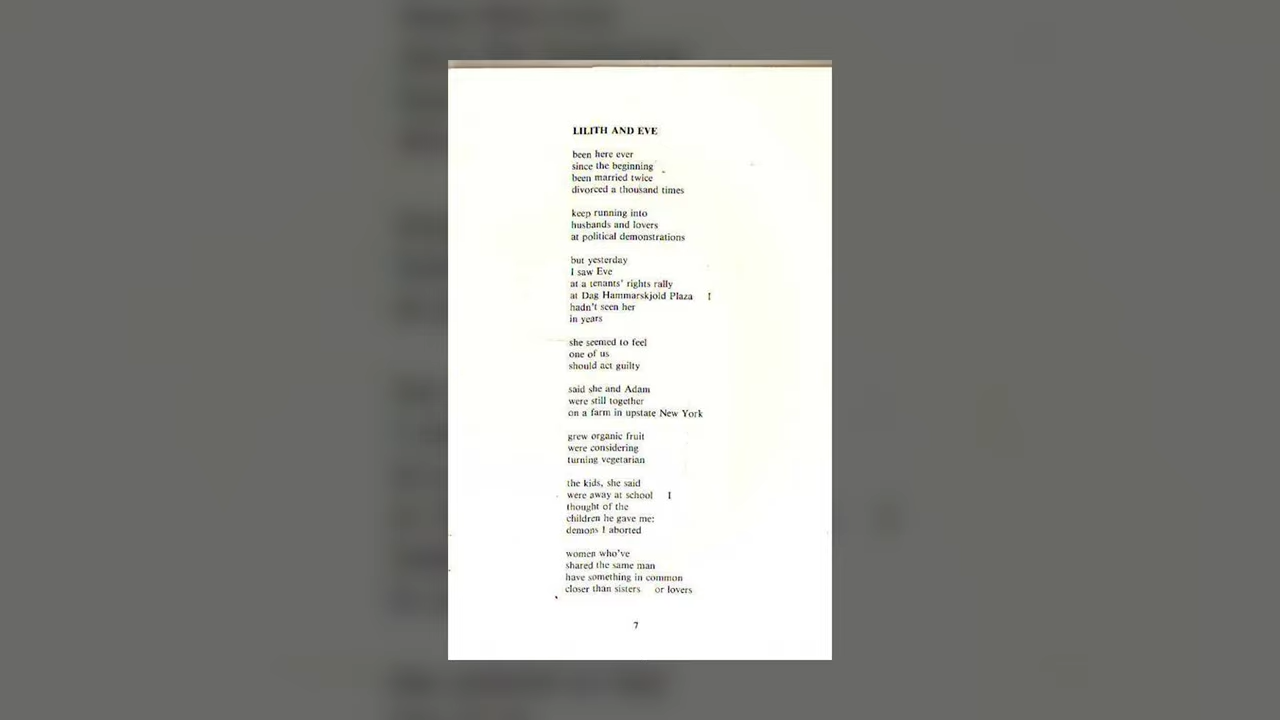 LILITH AND EVE
been here ever
since the beginning
been married twice
divorced a thousand times
keep running into
husbands and lovers
at political demonstrations
but yesterday
I saw Eve
at a tenants' rights rally
at Dag Hammarskjold Plaza I
hadn't seen her
in years
she seemed to feel
one of us
should act guilty
said she and Adam
were still together
on a farm in upstate New York
grew organic fruit
were considering
turning vegetarian
the kids, she said
were away at school I
thought of the
children he gave me:
demons I aborted
women who've
shared the same man
have something in common
closer than sisters or lovers
7